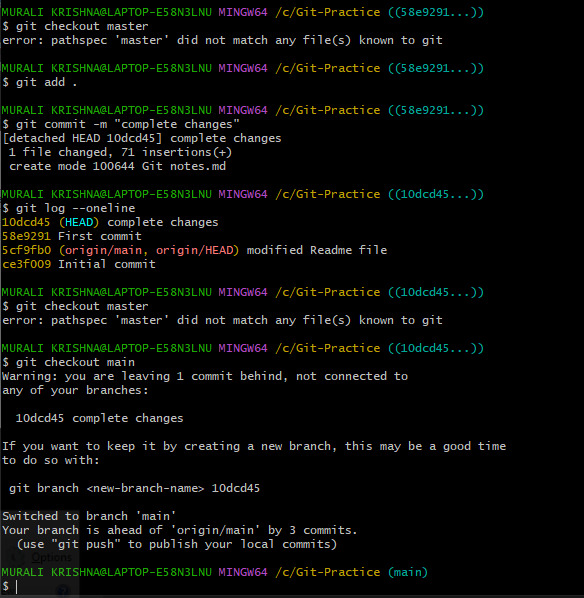 MURALI KRISHNA@LAPTOP-E58N3LNU MINGW64 /c/Git-Practice ((58e9291...))
$ git checkout master
error: pathspec 'master' did not match any file(s) known to git
MURALI KRISHNA@LAPTOP-E58N3LNU MINGW64 /c/Git-Practice ((58e9291...))
$ git add .
MURALI KRISHNA@LAPTOP-E58N3LNU MINGW64 /c/Git-Practice ((58e9291...))
$ git commit -m "complete changes"
[detached HEAD 10dcd45] complete changes
 1 file changed, 71 insertions(+)
 create mode 100644 Git notes.md
MURALI KRISHNA@LAPTOP-E58N3LNU MINGW64 /c/Git-Practice ((10dcd45...))
$ git log --oneline
10dcd45 (HEAD) complete changes
58e9291 First commit
5cf9fb0 (origin/main, origin/HEAD) modified Readme file
ce3f009 Initial commit
MURALI KRISHNA@LAPTOP-E58N3LNU MINGW64 /c/Git-Practice ((10dcd45...))
$ git checkout master
error: pathspec 'master' did not match any file(s) known to git
MURALI KRISHNA@LAPTOP-E58N3LNU MINGW64 /c/Git-Practice ((10dcd45...))
$ git checkout main
Warning: you are leaving 1 commit behind, not connected to
any of your branches:
  10dcd45 complete changes
If you want to keep it by creating a new branch, this may be a good time
to do so with:
 git branch <new-branch-name> 10dcd45
Switched to branch 'main'
Your branch is ahead of 'origin/main' by 3 commits.
  (use "git push" to publish your local commits)
Options
MURALI KRISHNA@LAPTOP-E58N3LNU MINGW64 /c/Git-Practice (main)
$